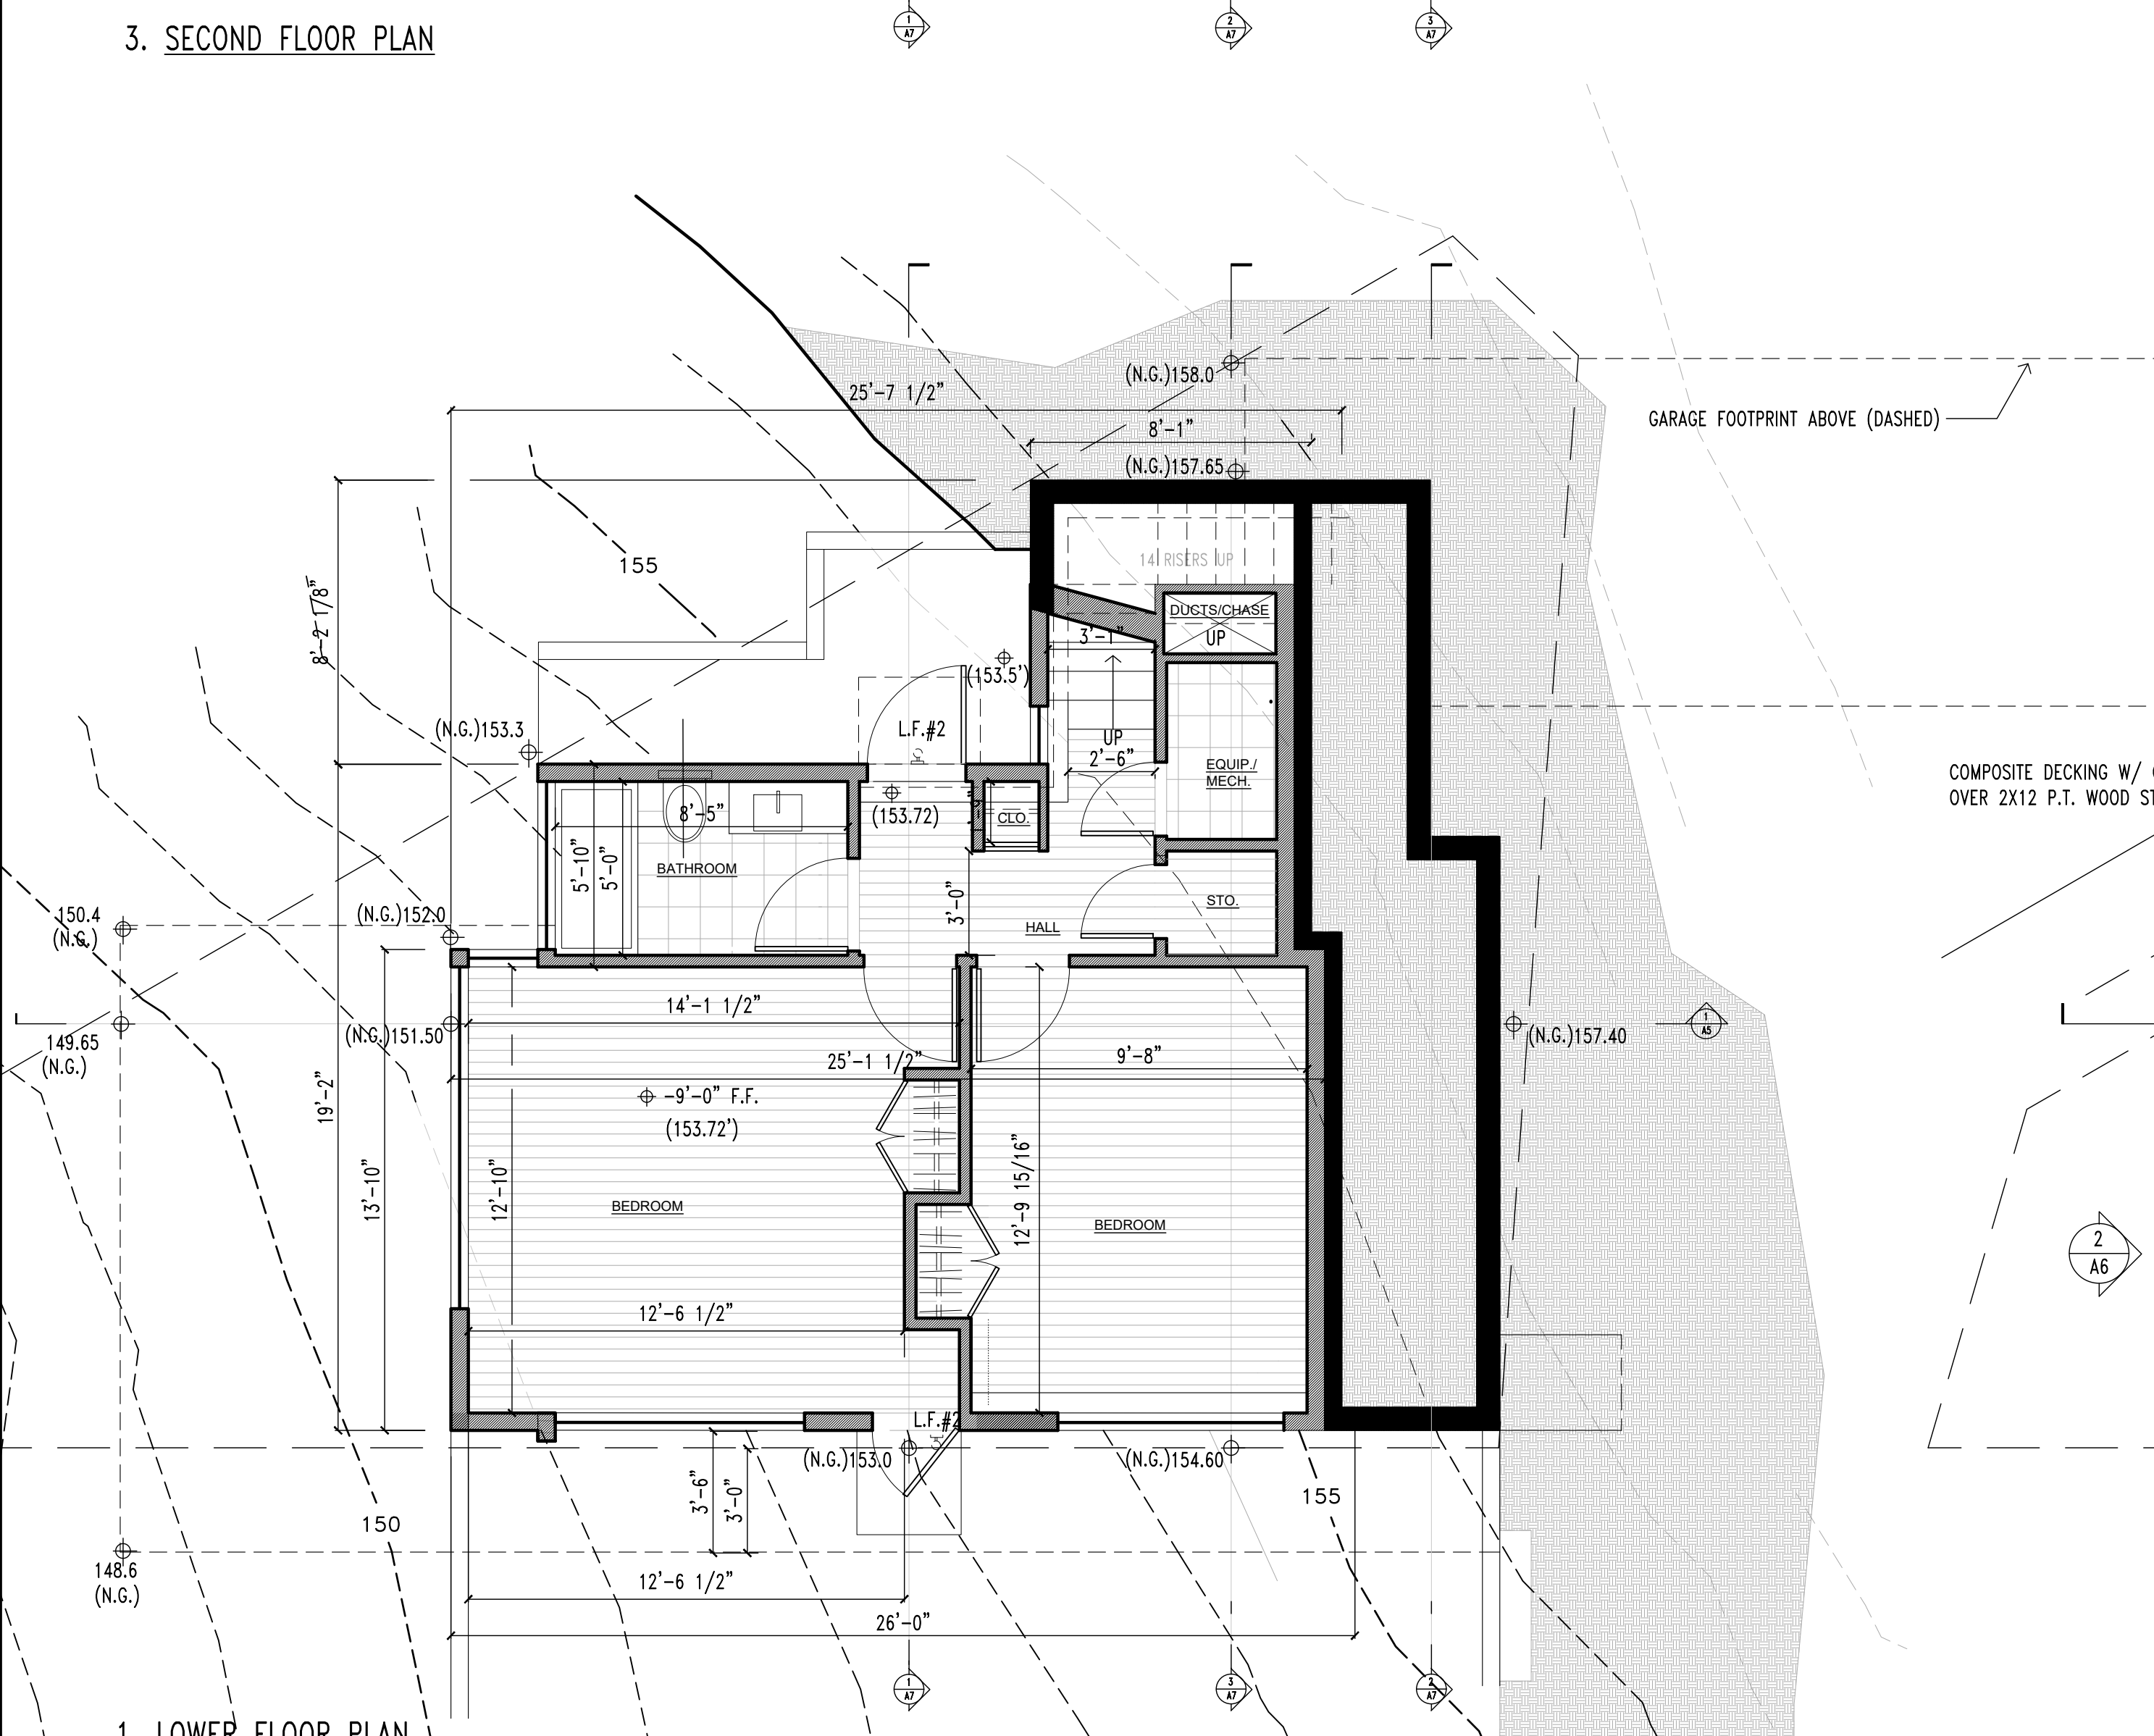 3. SECOND FLOOR PLAN
1
A7
2
A7
3
A7
(N.G.)158.0
25'-7 1/2"
8'-1"
GARAGE FOOTPRINT ABOVE (DASHED)
(N.G.)157.65
155
14 RISERS UP
8'-2 1/8"
DUCTS/CHASE
UP
3'-1"
(153.5')
(N.G.)153.3
L.F.#2
UP
2'-6"
EQUIP./
MECH.
COMPOSITE DECKING W/
OVER 2X12 P.T. WOOD
8'-5"
(153.72)
CLO.
5'-10"
5'-0"
BATHROOM
3'-0"
STO.
HALL
150.4
(N.G.)
(N.G.)152.0
14'-1 1/2"
149.65
(N.G.)
(N.G.)151.50
(N.G.)157.40
1
A5
25'-1 1/2"
9'-8"
-9'-0" F.F.
(153.72')
19'-2"
13'-10"
12'-10"
12'-9 15/16"
BEDROOM
BEDROOM
2
A6
12'-6 1/2"
L.F.#2
(N.G.)153.0
(N.G.)154.60
3'-6"
3'-0"
155
150
148.6
(N.G.)
12'-6 1/2"
26'-0"
1
A7
3
A7
2
A7
1. LOWER FLOOR PLAN